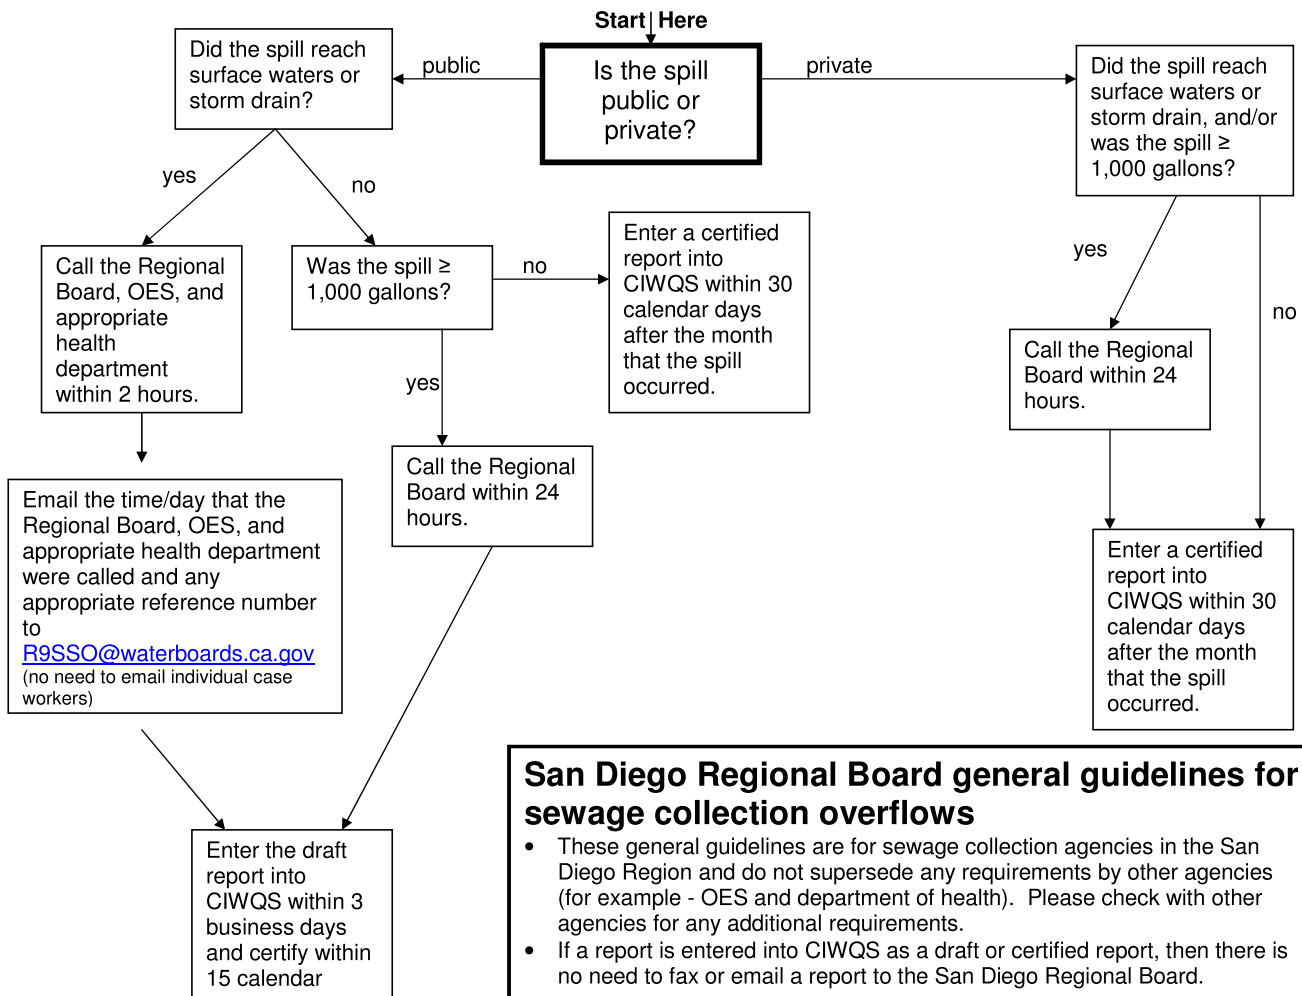 Start Here
Is the spill
public or
private?
public
private
Did the spill reach
surface waters or
storm drain?
yes
no
Call the Regional
Board, OES, and
appropriate
health
department
within 2 hours.
Was the spill ≥
1,000 gallons?
no
Enter a certified
report into
CIWQS within 30
calendar days
after the month
that the spill
occurred.
yes
Call the Regional
Board within 24
hours.
Email the time/day that the
Regional Board, OES, and
appropriate health department
were called and any
appropriate reference number
to
R9SSO@waterboards.ca.gov
(no need to email individual case
workers)
Enter the draft
report into
CIWQS within 3
business days
and certify within
15 calendar
Did the spill reach
surface waters or
storm drain, and/or
was the spill ≥
1,000 gallons?
yes
no
Call the Regional
Board within 24
hours.
Enter a certified
report into
CIWQS within 30
calendar days
after the month
that the spill
occurred.
San Diego Regional Board general guidelines for
sewage collection overflows
• These general guidelines are for sewage collection agencies in the San
Diego Region and do not supersede any requirements by other agencies
(for example - OES and department of health). Please check with other
agencies for any additional requirements.
• If a report is entered into CIWQS as a draft or certified report, then there is
no need to fax or email a report to the San Diego Regional Board.